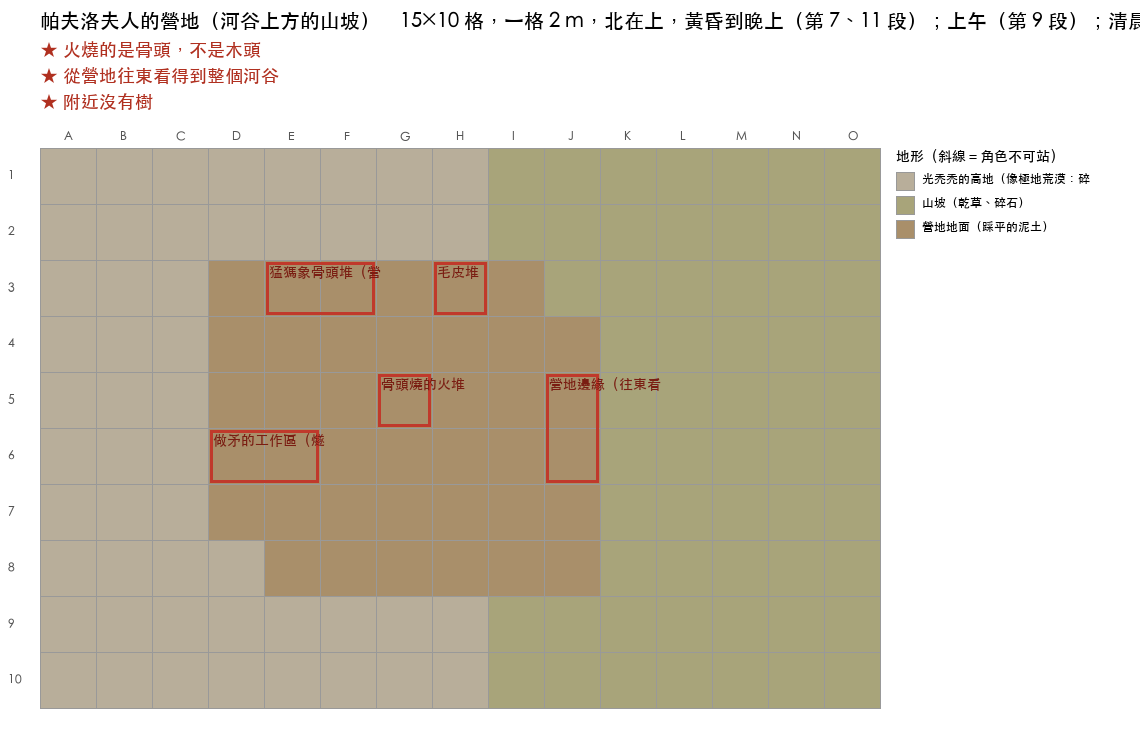 帕夫洛夫人的營地（河谷上方的山坡） 15×10 格，一格 2 m，北在上，黃昏到晚上（第 7、11 段）；上午（第 9 段）；清晨
★ 火燒的是骨頭，不是木頭
★ 從營地往東看得到整個河谷
★ 附近沒有樹
A B C D E F G H I J K L M N O
地形（斜線＝角色不可站）
1
光禿禿的高地（像極地荒漠：碎
山坡（乾草、碎石）
2
營地地面（踩平的泥土）
猛獁象骨頭堆（營
毛皮堆
3
4
骨頭燒的火堆
營地邊緣（往東看
5
做矛的工作區（燧
6
7
8
9
10